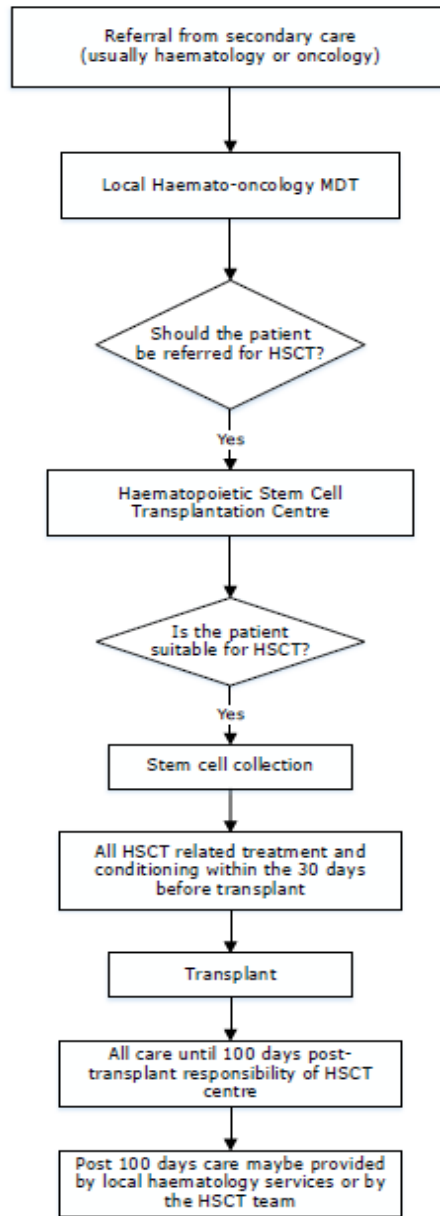 Referral from secondary care
(usually haematology or oncology)
Local Haemato-oncology MDT
Should the patient
be referred for HSCT?
Yes
Haematopoietic Stem Cell
Transplantation Centre
Is the patient
suitable for HSCT?
Yes
Stem cell collection
All HSCT related treatment and
conditioning within the 30 days
before transplant
Transplant
All care until 100 days post-
transplant responsibility of HSCT
centre
Post 100 days care maybe provided
by local haematology services or by
the HSCT team